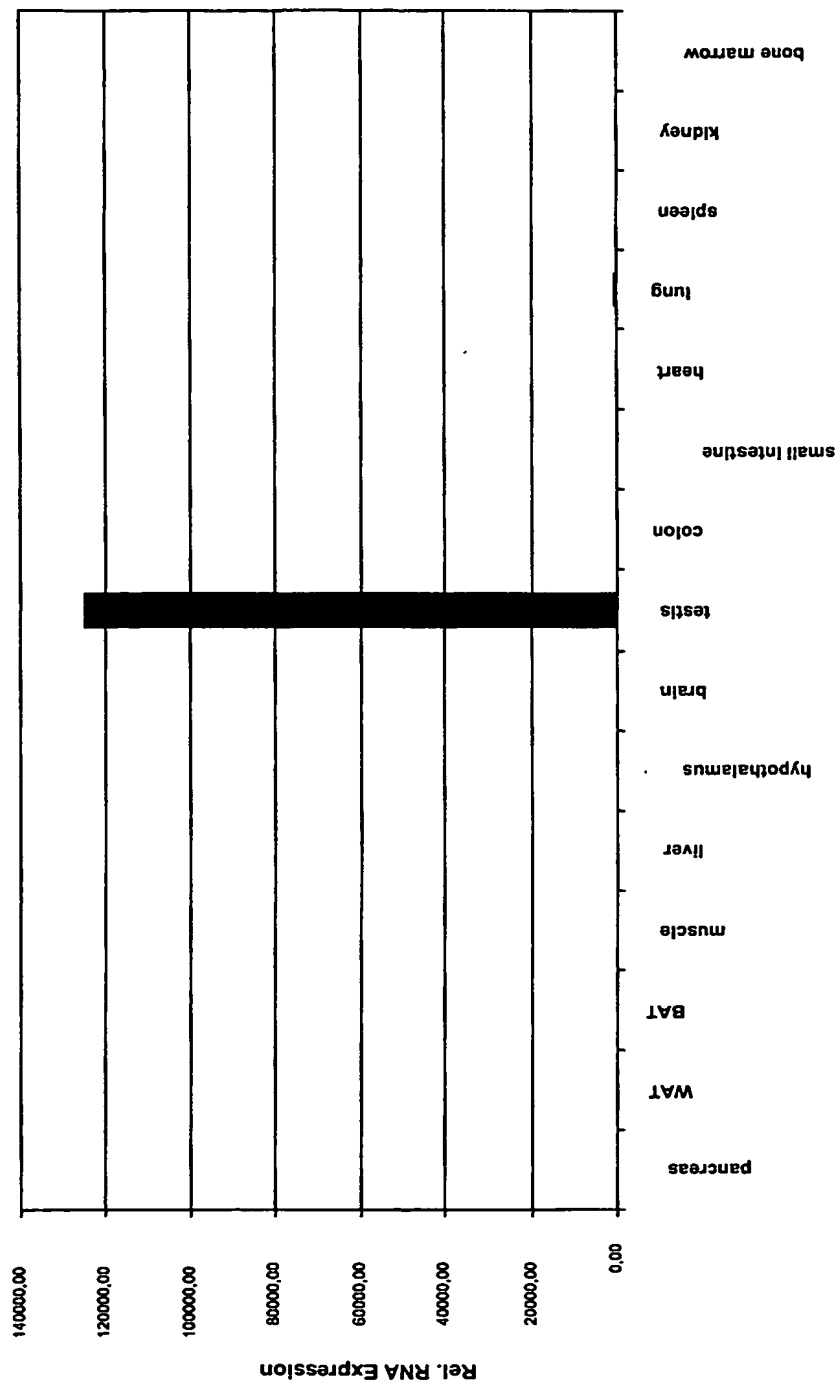 Rel. RNA Expression
140000,00
120000,00
100000,00
80000,00
60000,00
40000,00
20000,00
0,00
pancreas
WAT
BAT
muscle
liver
hypothalamus
brain
testis
colon
small intestine
heart
lung
spleen
kidney
bone marrow